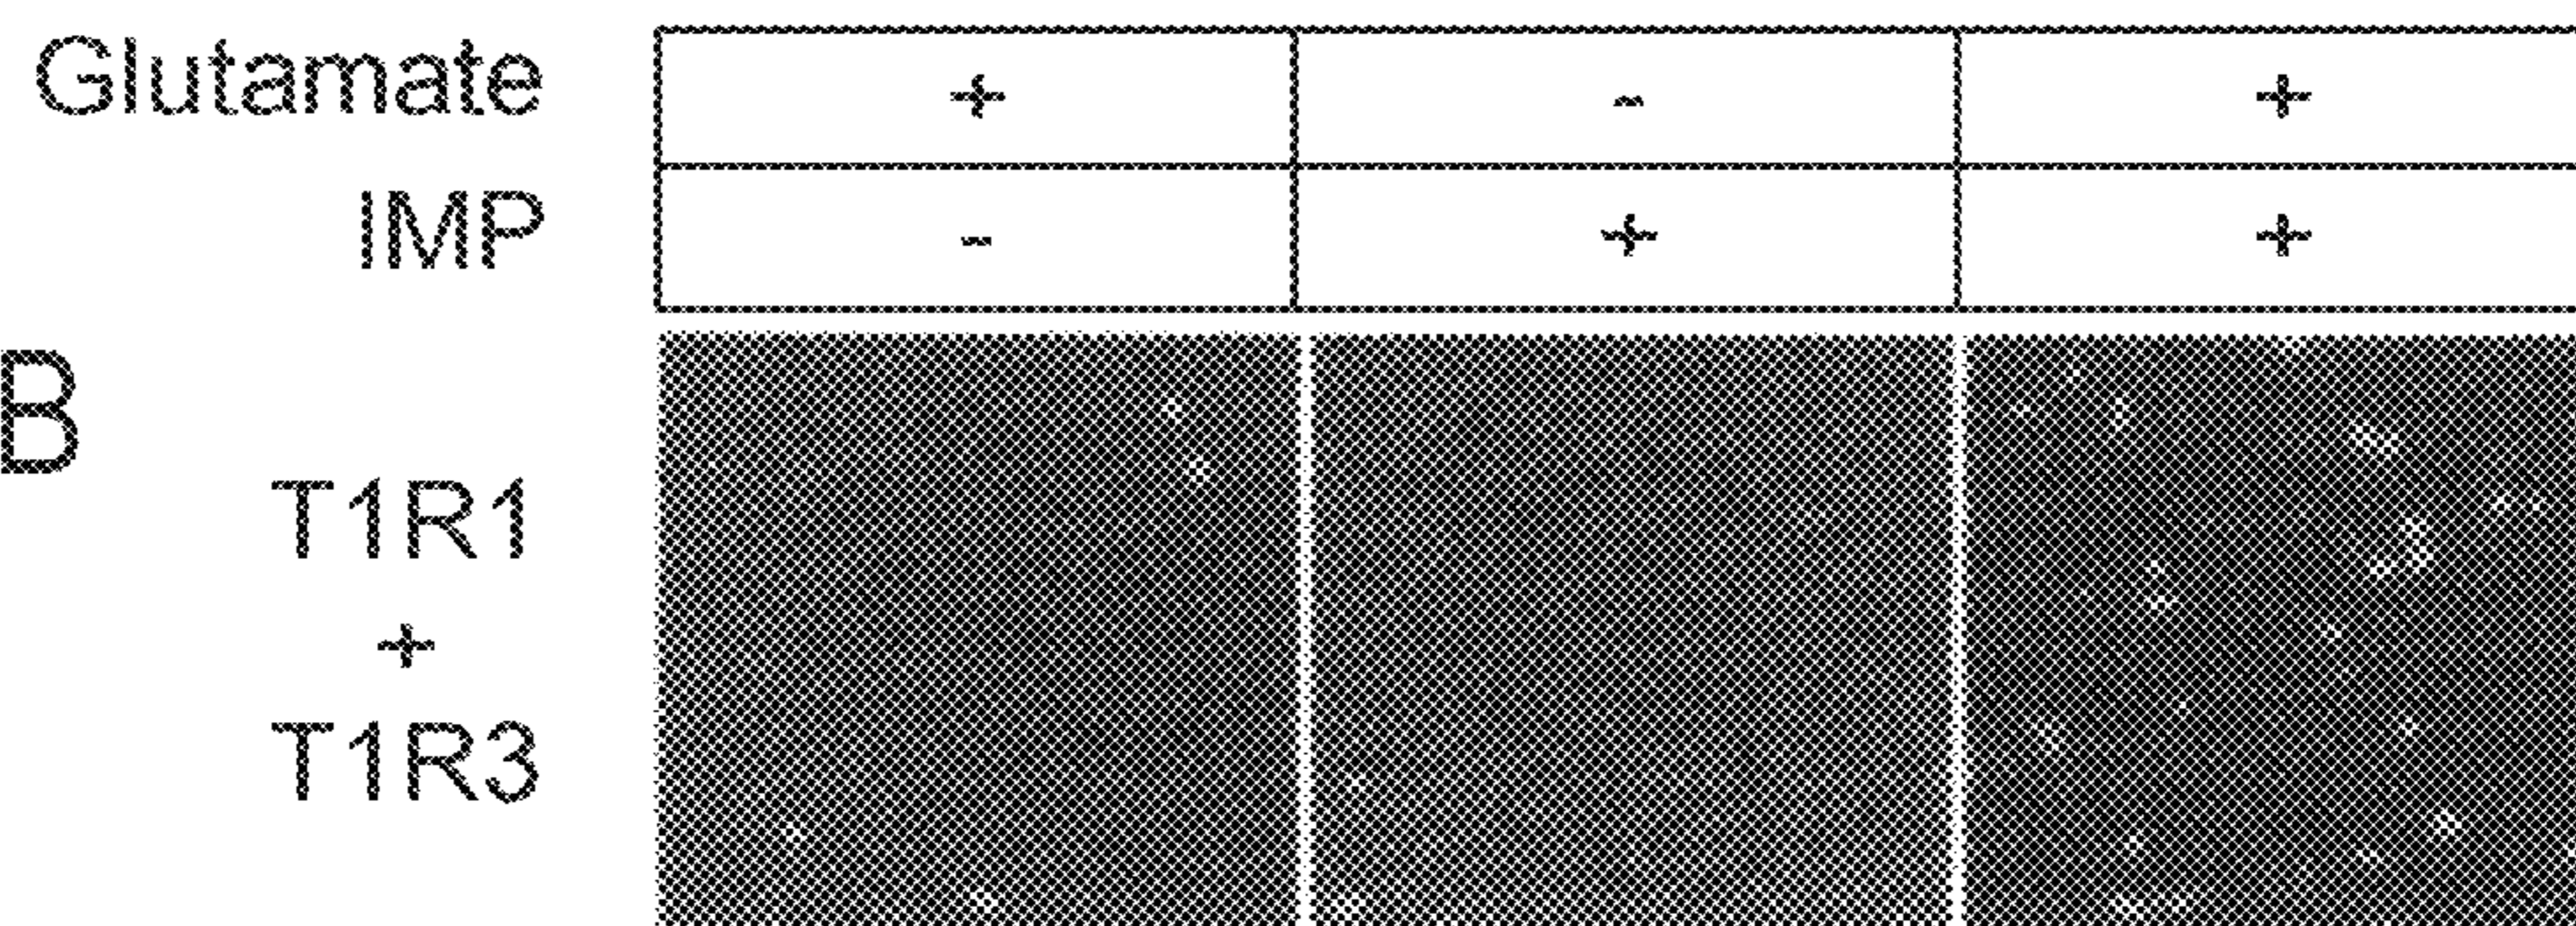 Glutamate + - +
IMP - + +
B
T1R1
+
T1R3